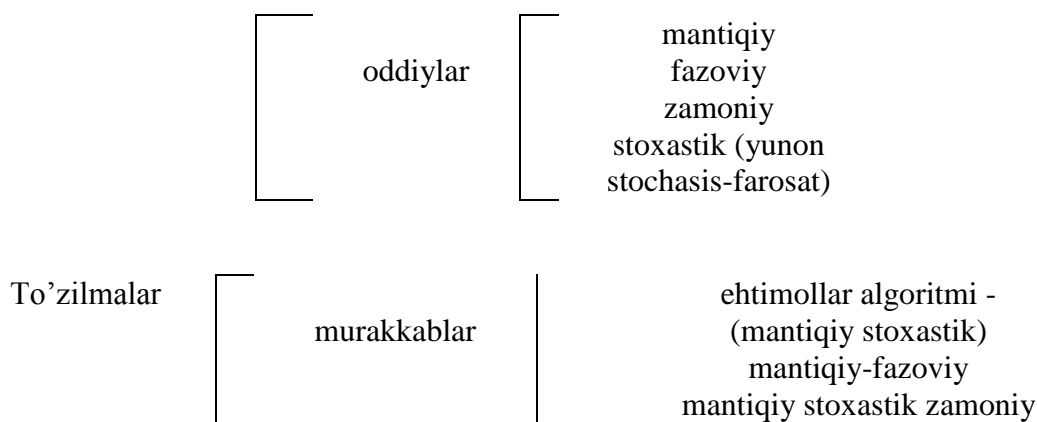 oddiylar
mantiqiy
fazoviy
zamoniy
stoxastik (yunon
stochasis-farosat)
To’zilmalar
murakkablar
ehtimollar algoritmi -
(mantiqiy stoxastik)
mantiqiy-fazoviy
mantiqiy stoxastik zamoniy